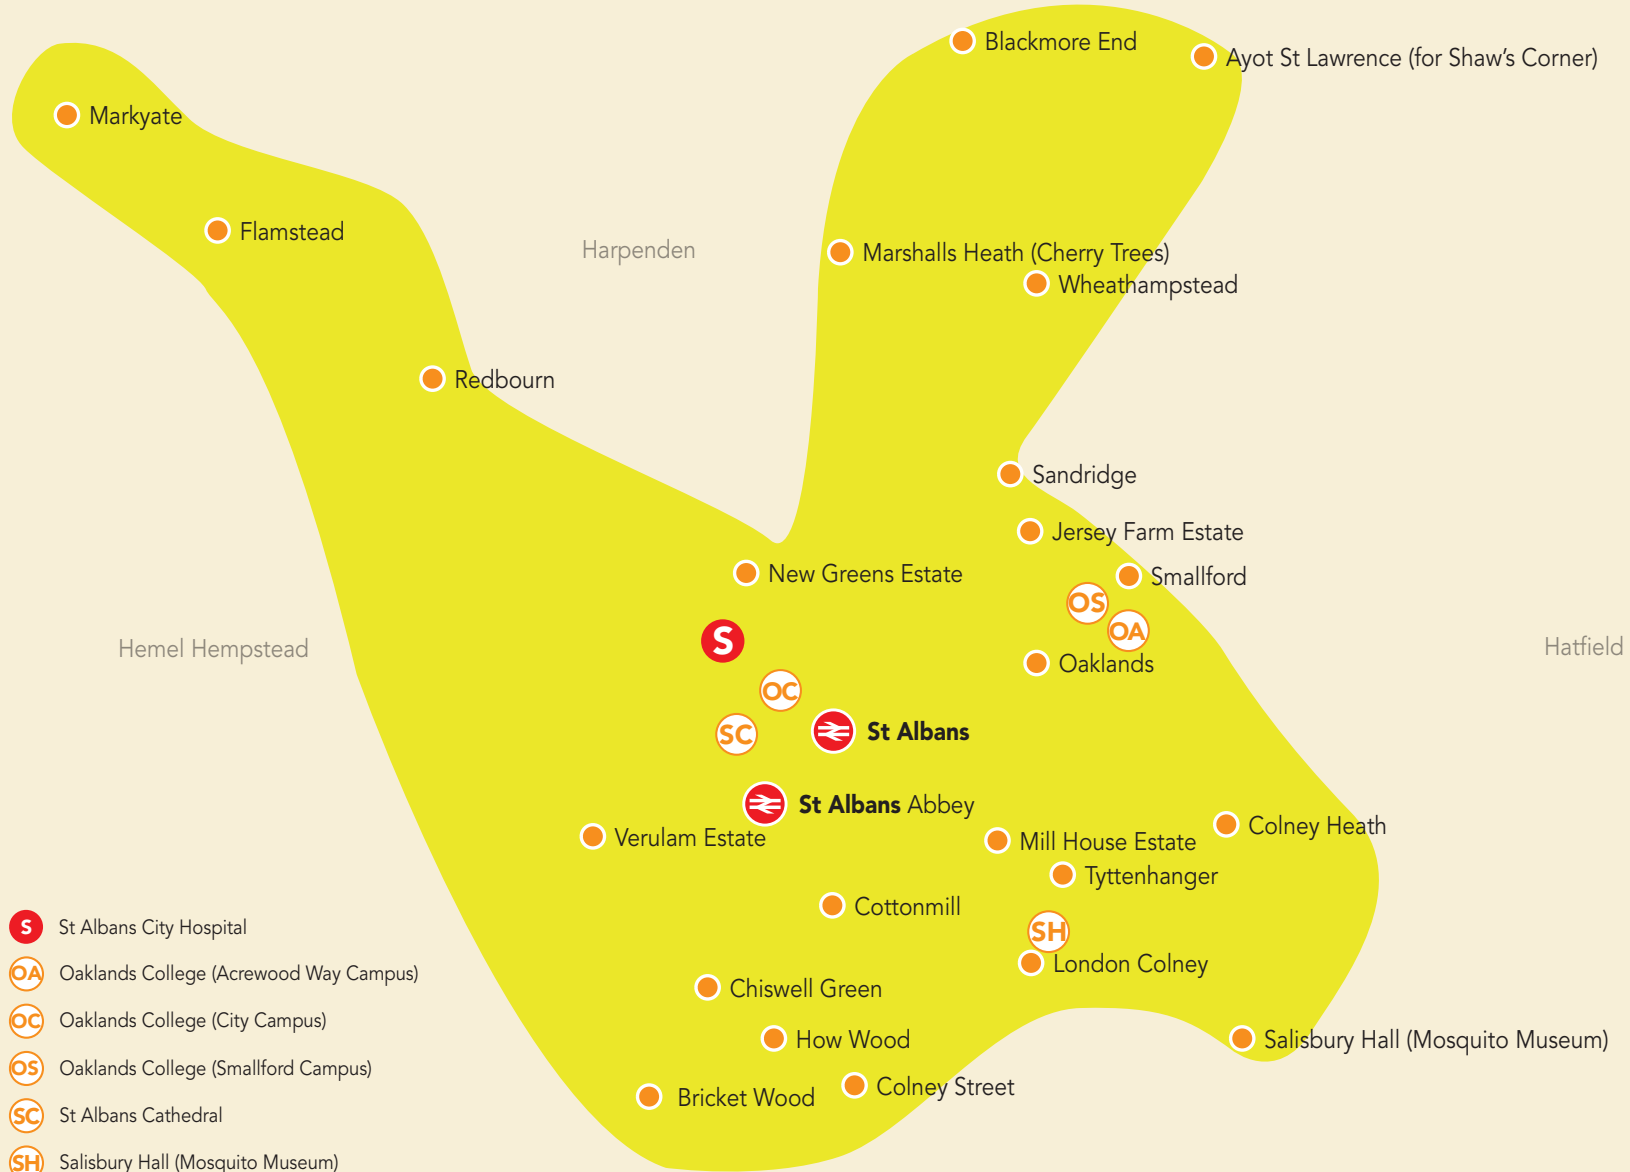 Blackmore End
Ayot St Lawrence (for Shaw's Corner)
Markyate
Flamstead
Harpenden
Marshalls Heath (Cherry Trees)
Wheathampstead
Redbourn
Sandridge
Jersey Farm Estate
New Greens Estate
Smallford
OS
OA
S
Hemel Hempstead
Hatfield
Oaklands
OC
SC
St Albans
St Albans Abbey
Verulam Estate
Colney Heath
Mill House Estate
Tyttenhanger
Cottonmill
SH
London Colney
Chiswell Green
How Wood
Salisbury Hall (Mosquito Museum)
Colney Street
Bricket Wood
S St Albans City Hospital
OA Oaklands College (Acrewood Way Campus)
OC Oaklands College (City Campus)
OS Oaklands College (Smallford Campus)
SC St Albans Cathedral
SH Salisbury Hall (Mosquito Museum)